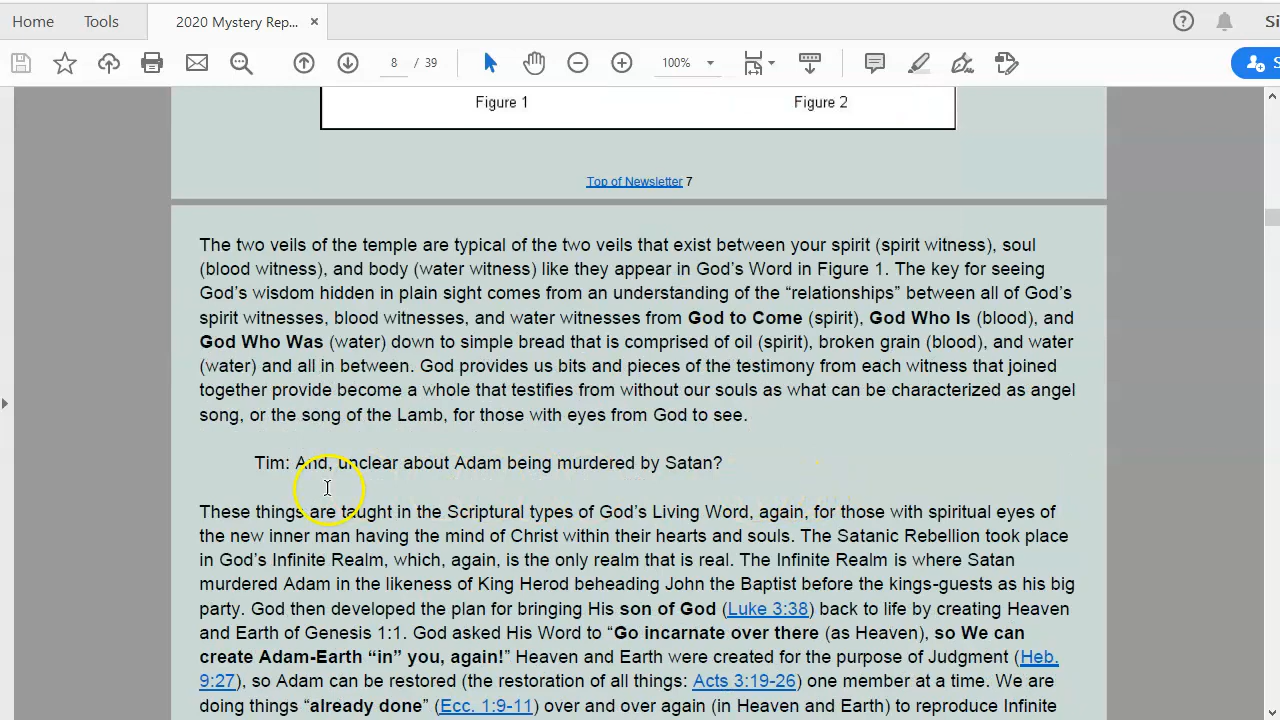 Home
Tools
2020 Mystery Rep...
×
Si
8 / 39
100%
S
Figure 1
Figure 2
Top of Newsletter 7
The two veils of the temple are typical of the two veils that exist between your spirit (spirit witness), soul
(blood witness), and body (water witness) like they appear in God’s Word in Figure 1. The key for seeing
God’s wisdom hidden in plain sight comes from an understanding of the “relationships” between all of God’s
spirit witnesses, blood witnesses, and water witnesses from God to Come (spirit), God Who Is (blood), and
God Who Was (water) down to simple bread that is comprised of oil (spirit), broken grain (blood), and water
(water) and all in between. God provides us bits and pieces of the testimony from each witness that joined
together provide become a whole that testifies from without our souls as what can be characterized as angel
song, or the song of the Lamb, for those with eyes from God to see.
Tim: And, unclear about Adam being murdered by Satan?
These things are taught in the Scriptural types of God’s Living Word, again, for those with spiritual eyes of
the new inner man having the mind of Christ within their hearts and souls. The Satanic Rebellion took place
in God’s Infinite Realm, which, again, is the only realm that is real. The Infinite Realm is where Satan
murdered Adam in the likeness of King Herod beheading John the Baptist before the kings-guests as his big
party. God then developed the plan for bringing His son of God (Luke 3:38) back to life by creating Heaven
and Earth of Genesis 1:1. God asked His Word to “Go incarnate over there (as Heaven), so We can
create Adam-Earth “in” you, again!” Heaven and Earth were created for the purpose of Judgment (Heb.
9:27), so Adam can be restored (the restoration of all things: Acts 3:19-26) one member at a time. We are
doing things “already done” (Ecc. 1:9-11) over and over again (in Heaven and Earth) to reproduce Infinite